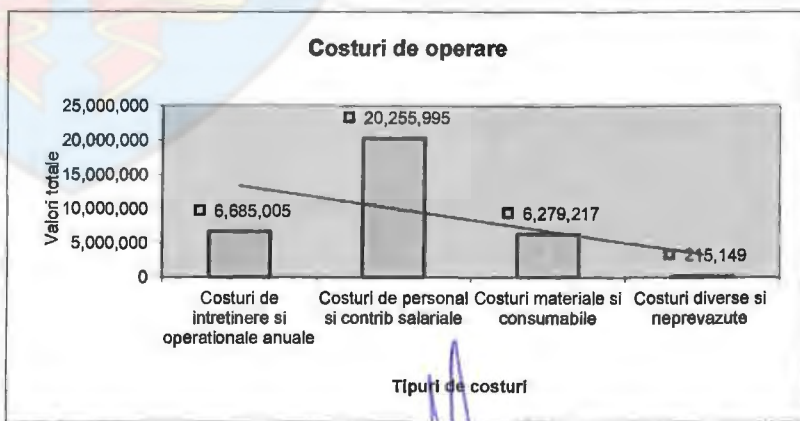 Costuri de operare
Valori totale
25,000,000
20,000,000
15,000,000
10,000,000
5,000,000
0
6,685,005
20,255,995
6,279,217
215,149
Costuri de
intretinere si
operationale anuale
Costuri de personal
si contrib salariale
Costuri materiale si
consumabile
Costuri diverse si
neprevazute
Tipuri de costuri